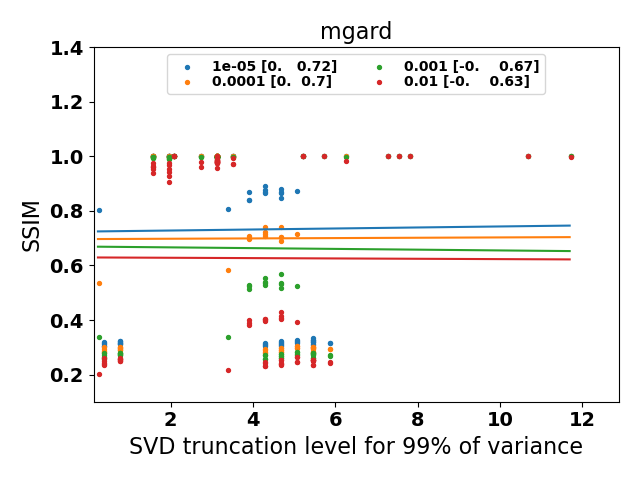 mgard
1e-05 [0.   0.72]
0.0001 [0.  0.7]
0.001 [-0.    0.67]
0.01 [-0.    0.63]
1.4
1.2
1.0
0.8
0.6
0.4
0.2
SSIM
2 4 6 8 10 12
SVD truncation level for 99% of variance